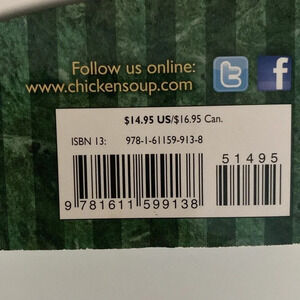 Follow us online:
www.chickensoup.com
$14.95 US/$16.95 Can.
ISBN 13: 978-1-61159-913-8
51495
9 781611 599138